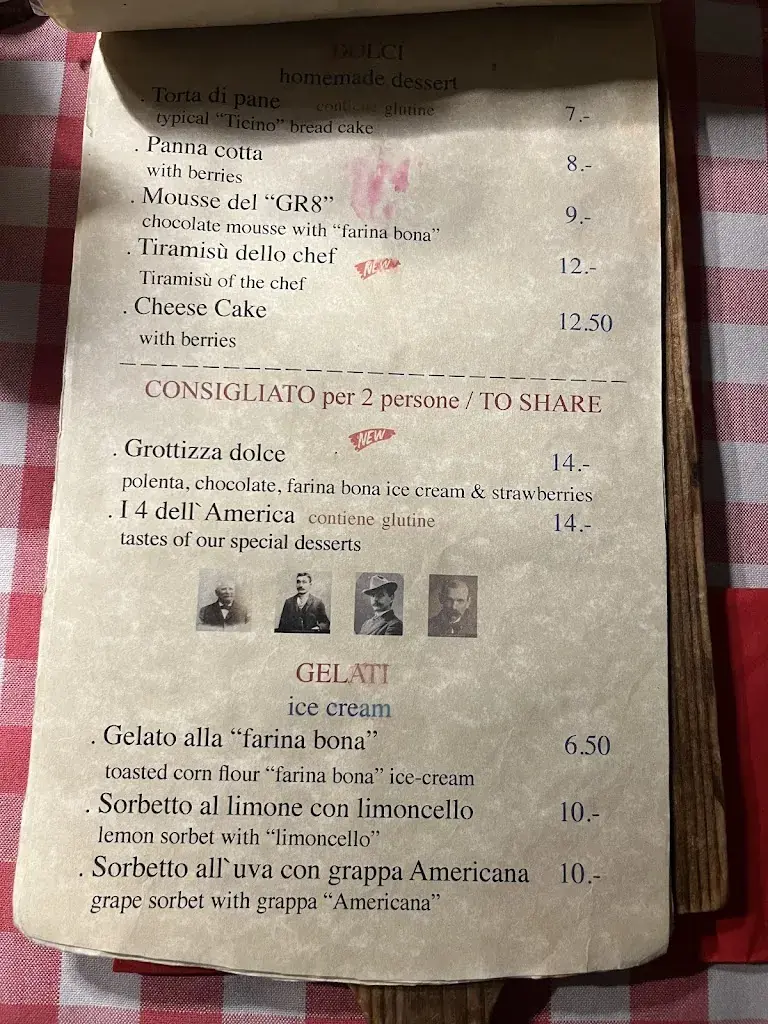 DOLCI
homemade dessert
. Torta di pane contiene glutine 7.-
typical "Ticino" bread cake
. Panna cotta 8.-
with berries
. Mousse del "GR8" 9.-
chocolate mousse with "farina bona"
. Tiramisù dello chef 12.-
NEW
Tiramisù of the chef
. Cheese Cake 12.50
with berries
CONSIGLIATO per 2 persone / TO SHARE
NEW
. Grottizza dolce 14.-
polenta, chocolate, farina bona ice cream & strawberries
. I 4 dell`America contiene glutine 14.-
tastes of our special desserts
GELATI
ice cream
. Gelato alla "farina bona" 6.50
toasted corn flour "farina bona" ice-cream
. Sorbetto al limone con limoncello 10.-
lemon sorbet with "limoncello"
. Sorbetto all`uva con grappa Americana 10.-
grape sorbet with grappa "Americana"